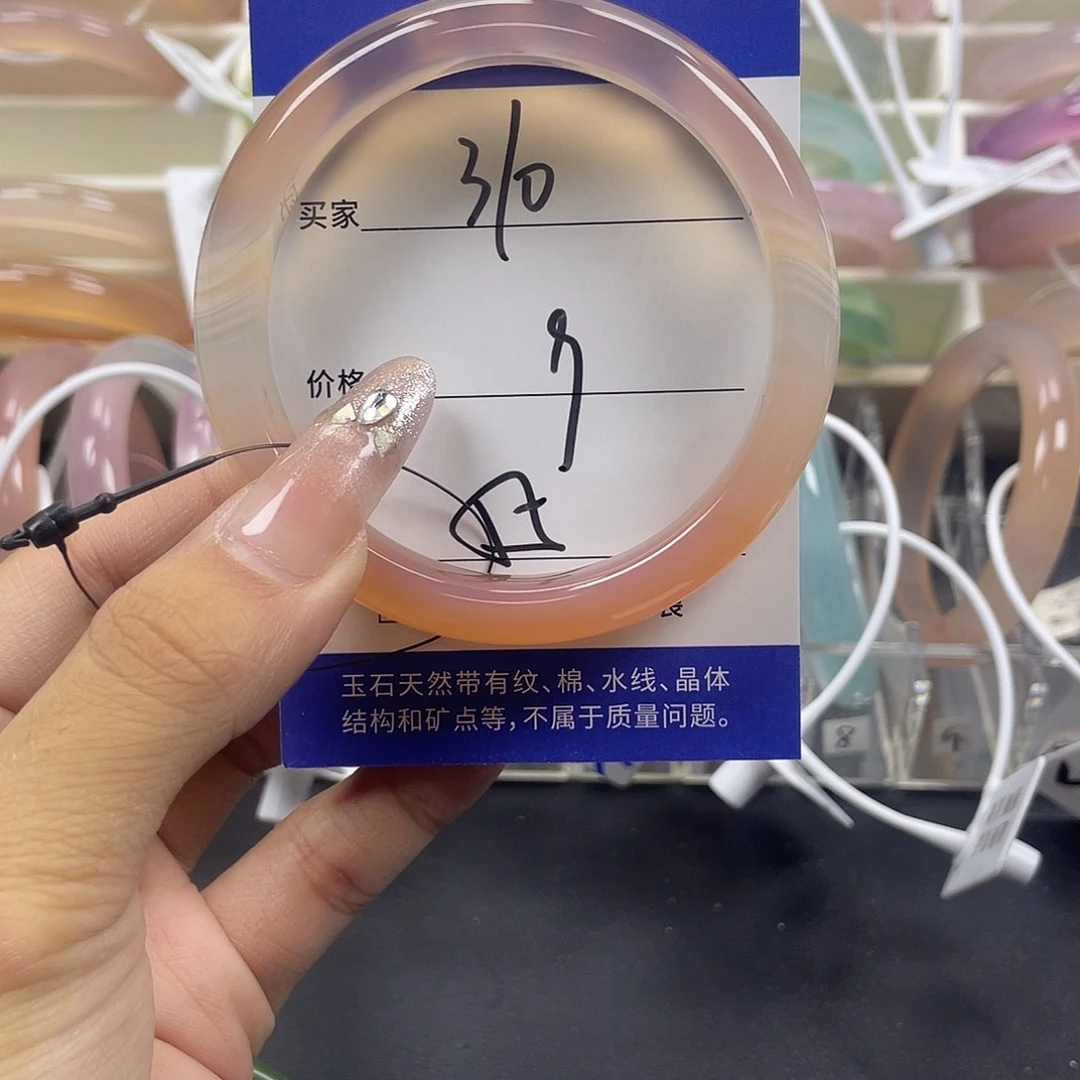 买家 310
价格 9
玉石天然带有纹、棉、水线、晶体
结构和矿点等,不属于质量问题。
8